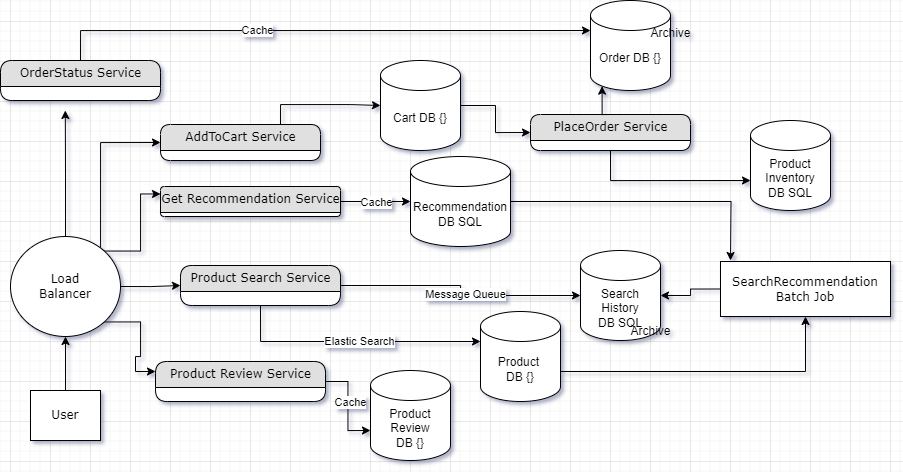 Cache
Archive
Order DB {}
OrderStatus Service
AddToCart Service
Cart DB {}
PlaceOrder Service
Product
Inventory
DB SQL
Get Recommendation Service
Cache
Recommendation
DB SQL
Load
Balancer
Product Search Service
Message Queue
Search
History
DB SQL
Archive
SearchRecommendation
Batch Job
Elastic Search
Product
DB {}
Product Review Service
Cache
Product
Review
DB {}
User